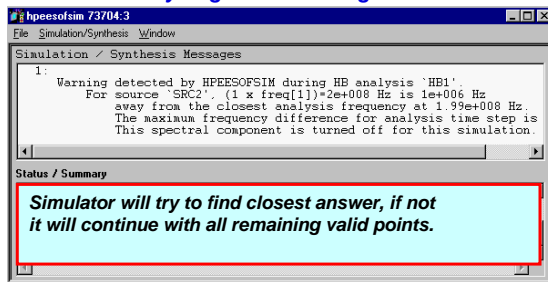 hpeesofsim 73704:3
File Simulation/Synthesis Window
Simulation / Synthesis Messages
1:
Warning detected by HPEESOFSIM during HB analysis `HB1'.
For source `SRC2', (1 x freq[1])=2e+008 Hz is 1e+006 Hz
away from the closest analysis frequency at 1.99e+008 Hz.
The maximum frequency difference for analysis time step is
This spectral component is turned off for this simulation.
Status / Summary
Simulator will try to find closest answer, if not
it will continue with all remaining valid points.